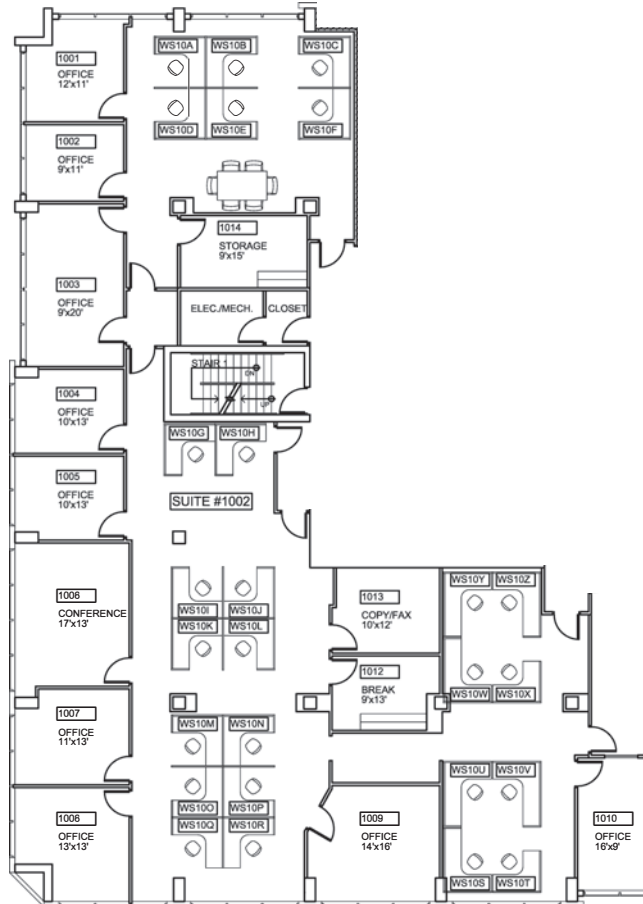 1001
OFFICE
12'x11'
WS10A
WS10B
WS10C
WS10D
WS10E
WS10F
1002
OFFICE
9'x11'
1014
STORAGE
9'x15'
1003
OFFICE
9'x20'
ELEC./MECH.
CLOSET
STAIR 1
DN
UP
1004
OFFICE
10'x13'
WS10G
WS10H
1005
OFFICE
10'x13'
SUITE #1002
1006
CONFERENCE
17'x13'
WS10I
WS10J
WS10K
WS10L
1013
COPY/FAX
10'x12'
WS10Y
WS10Z
1012
BREAK
9'x13'
WS10W
WS10X
1007
OFFICE
11'x13'
WS10M
WS10N
WS10U
WS10V
1008
OFFICE
13'x13'
WS10O
WS10P
WS10Q
WS10R
1009
OFFICE
14'x16'
1010
OFFICE
16'x9'
WS10S
WS10T